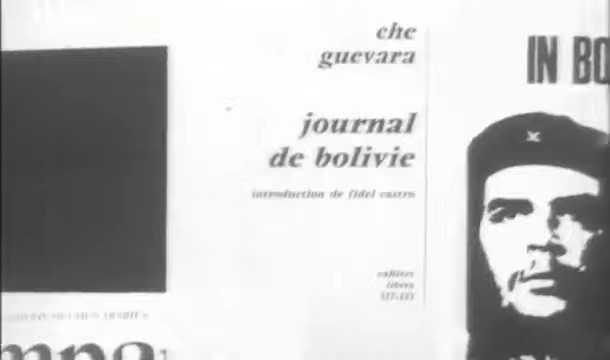 che
guevara
journal
de bolivie
introduction de fidel castro
cahiers
libres
IN BO